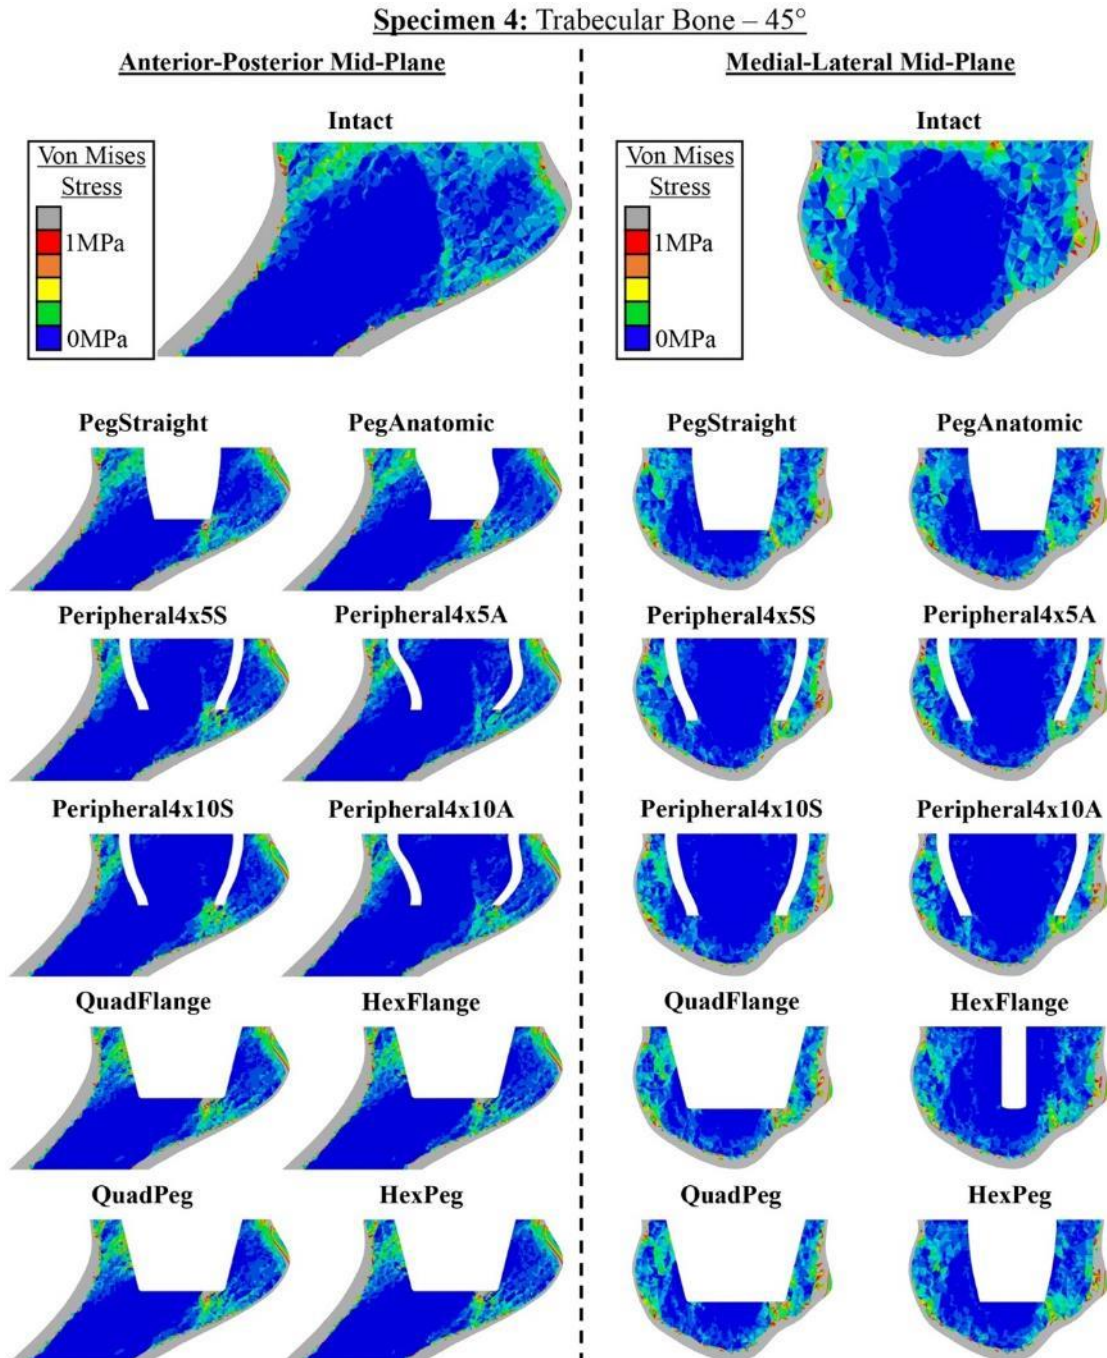 Specimen 4: Trabecular Bone – 45°
Anterior-Posterior Mid-Plane
Medial-Lateral Mid-Plane
Intact
Intact
Von Mises
Stress
1MPa
0MPa
Von Mises
Stress
1MPa
0MPa
PegStraight
PegAnatomic
PegStraight
PegAnatomic
Peripheral4x5S
Peripheral4x5A
Peripheral4x5S
Peripheral4x5A
Peripheral4x10S
Peripheral4x10A
Peripheral4x10S
Peripheral4x10A
QuadFlange
HexFlange
QuadFlange
HexFlange
QuadPeg
HexPeg
QuadPeg
HexPeg